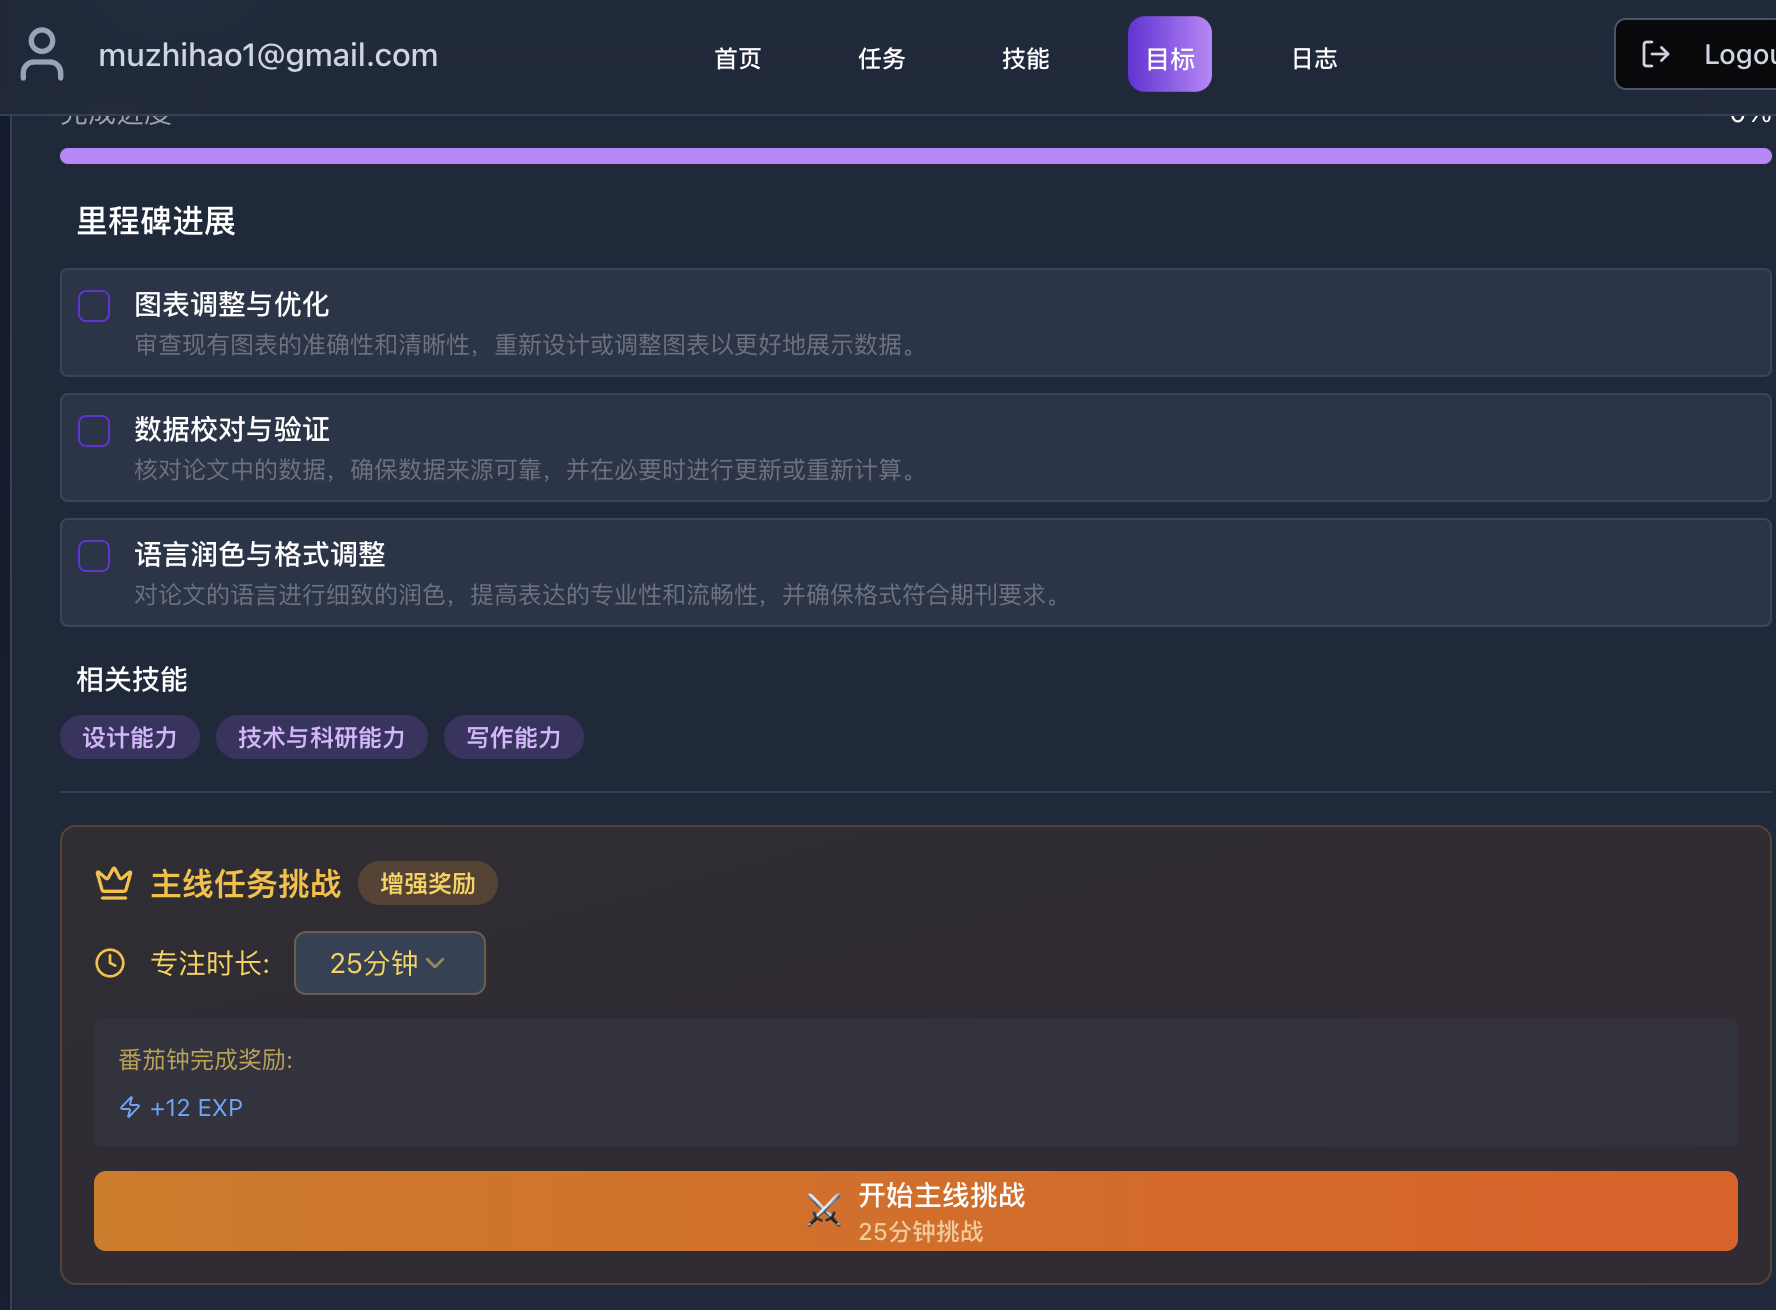 muzhihao1@gmail.com
首页
任务
技能
目标
日志
Logou
完成进度
0%
里程碑进展
图表调整与优化
审查现有图表的准确性和清晰性，重新设计或调整图表以更好地展示数据。
数据校对与验证
核对论文中的数据，确保数据来源可靠，并在必要时进行更新或重新计算。
语言润色与格式调整
对论文的语言进行细致的润色，提高表达的专业性和流畅性，并确保格式符合期刊要求。
相关技能
设计能力
技术与科研能力
写作能力
主线任务挑战
增强奖励
专注时长:
25分钟
番茄钟完成奖励:
+12 EXP
开始主线挑战
25分钟挑战